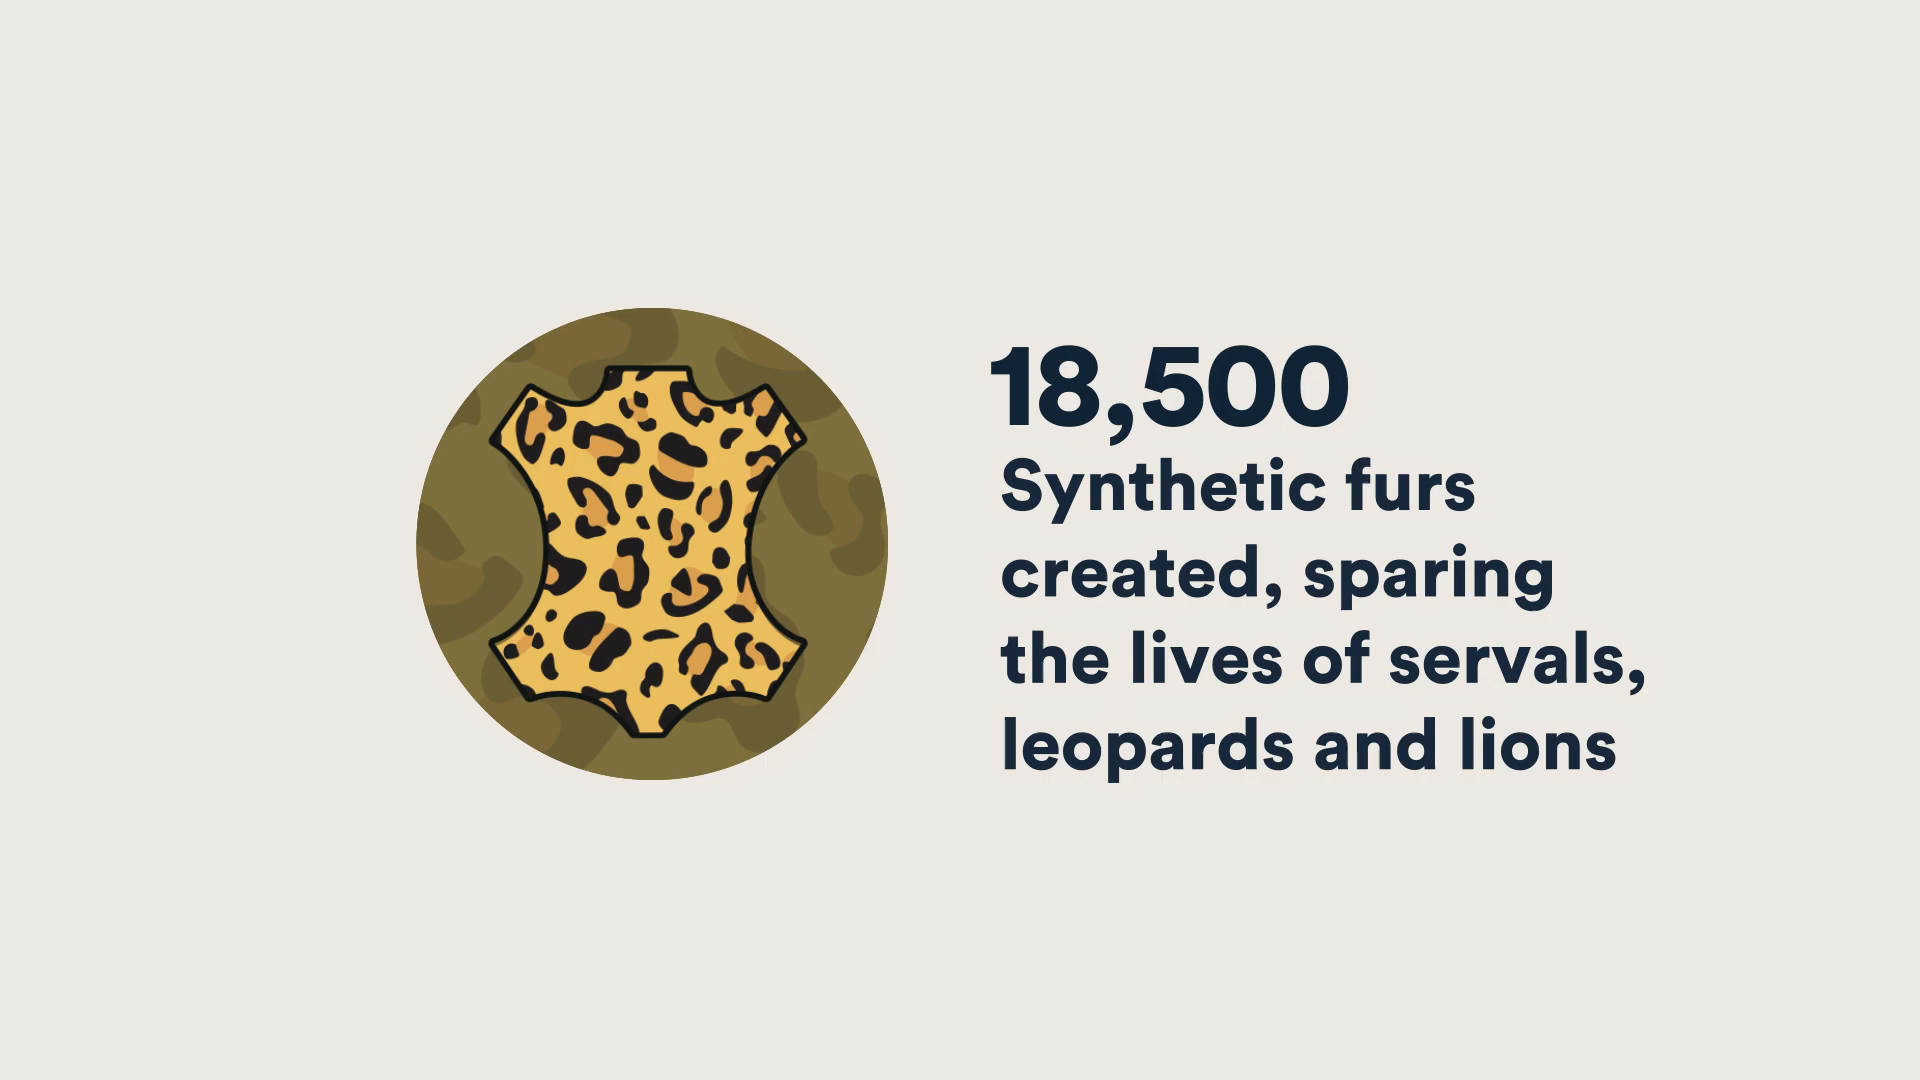 18,500
Synthetic furs
created, sparing
the lives of servals,
leopards and lions